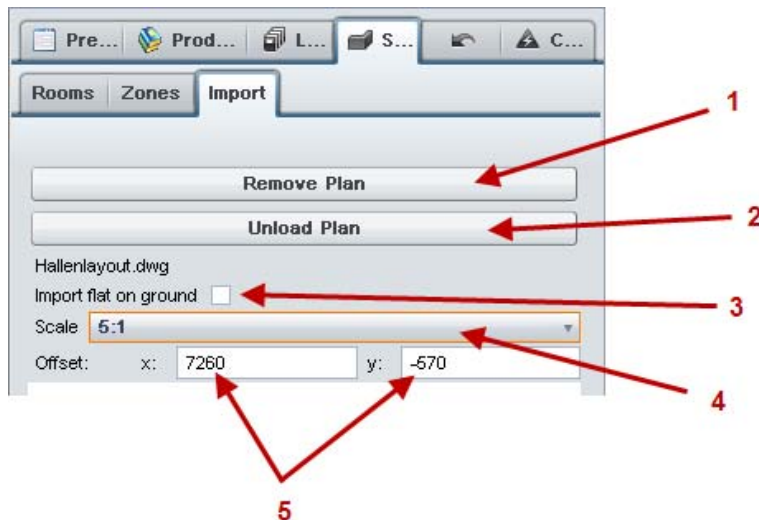 Pre... Prod... L... S... C...
Rooms Zones Import
1
Remove Plan
2
Unload Plan
Hallenlayout.dwg
Import flat on ground
3
Scale 5:1
Offset: x: 7260 y: -570
4
5